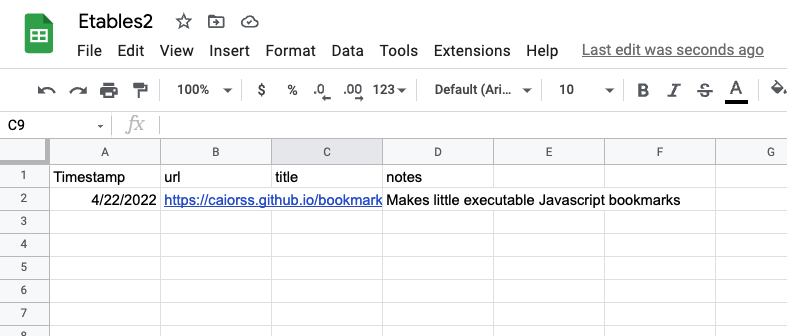 Etables2
File Edit View Insert Format Data Tools Extensions Help Last edit was seconds ago
100% $ % .0 .00 123 Default (Ari... 10 B I S A
C9 fx
A B C D E F G
1 Timestamp url title notes
2 4/22/2022 https://caiorss.github.io/bookmark Makes little executable Javascript bookmarks
3
4
5
6
7
8